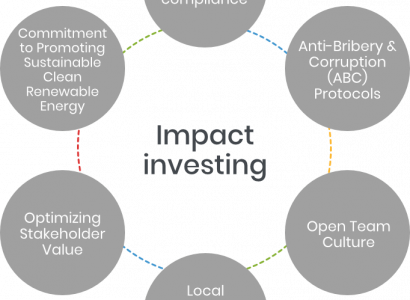 compliance
Commitment
to Promoting
Sustainable
Clean
Renewable
Energy
Anti-Bribery &
Corruption
(ABC)
Protocols
Impact
investing
Optimizing
Stakeholder
Value
Open Team
Culture
Local